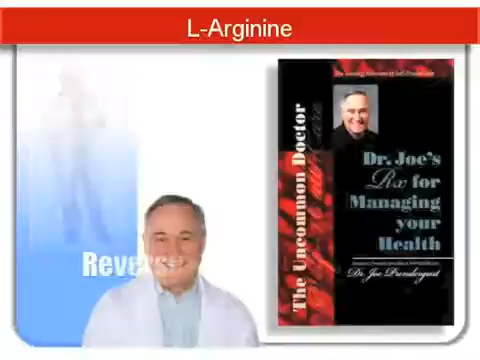 L-Arginine
Reverse
The Uncommon Doctor
Dr. Joe's
Rx for
Managing
your
Health
Dr. Joe Prendergast